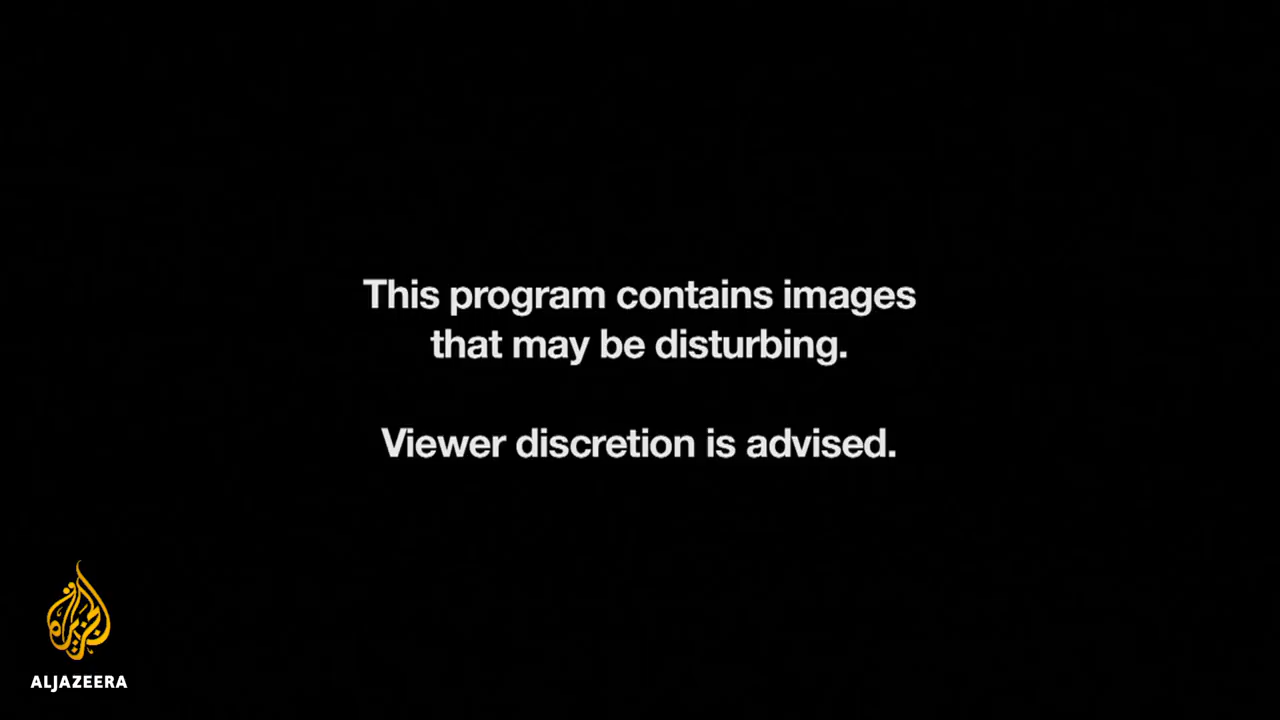 This program contains images
that may be disturbing.
Viewer discretion is advised.
الجزيرة
ALJAZEERA